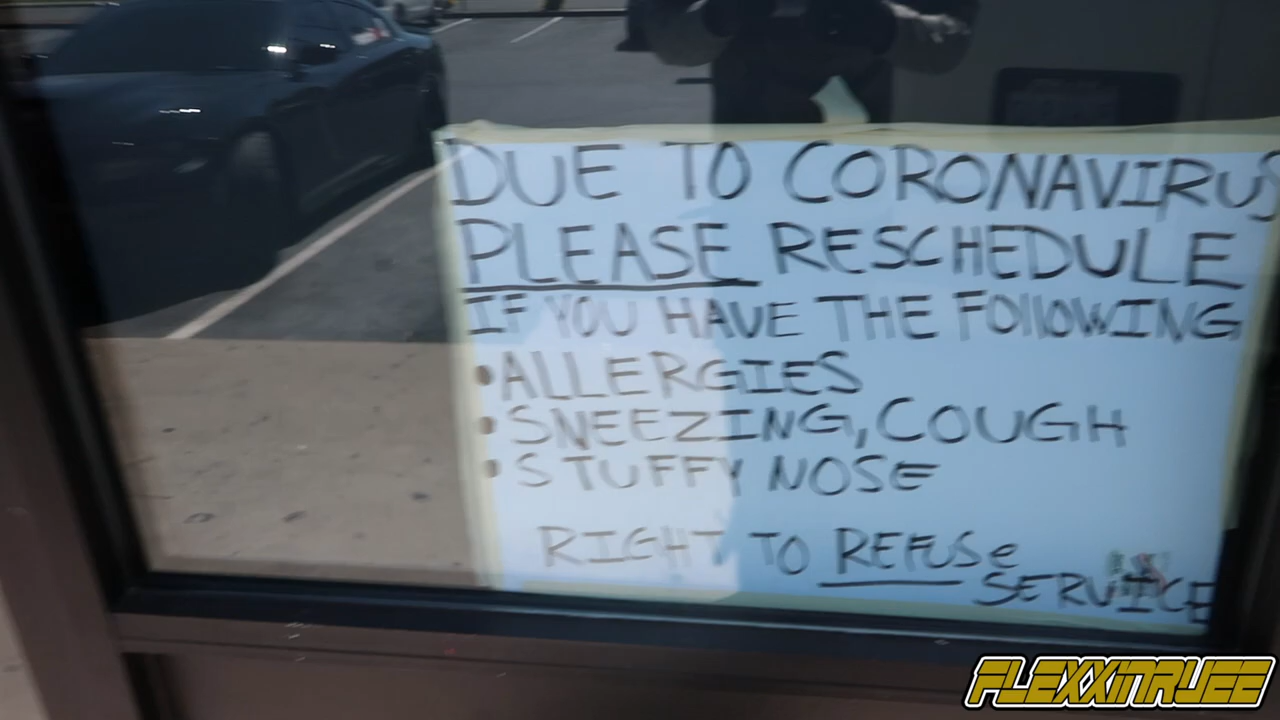 DUE TO CORONAVIRUS
PLEASE RESCHEDULE
IF YOU HAVE THE FOllOWING
•ALLERGIES
•SNEEZING, COUGH
•STUFFY NOSE
RIGHT TO REFUSe
SERVICE
FLEXXINRUEE